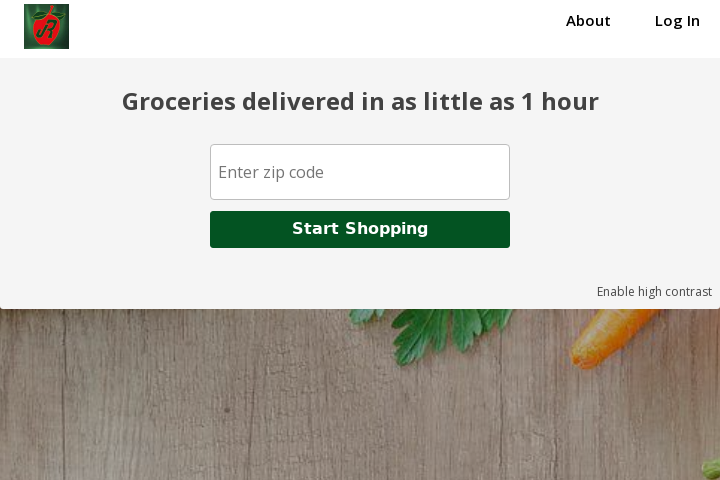 JR
About
Log In
Groceries delivered in as little as 1 hour
Enter zip code
Start Shopping
Enable high contrast